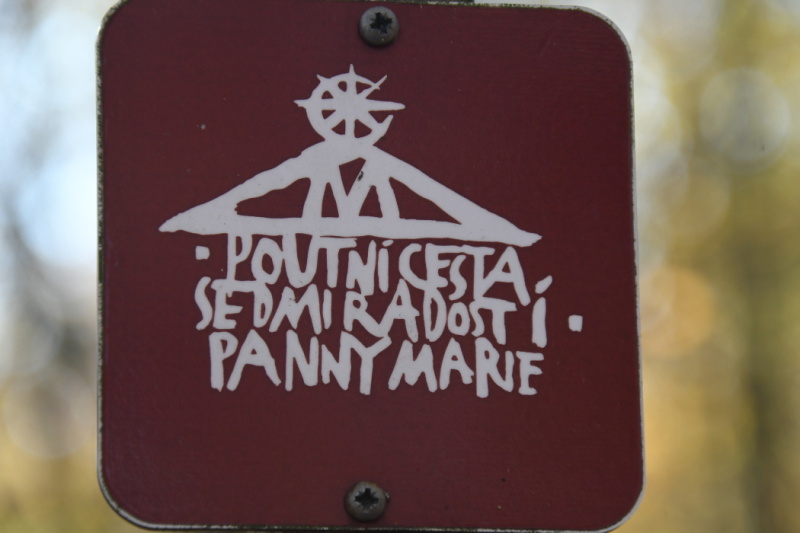 · POUTNÍ CESTA
SEDMI RADOSTÍ ·
PANNY MARIE